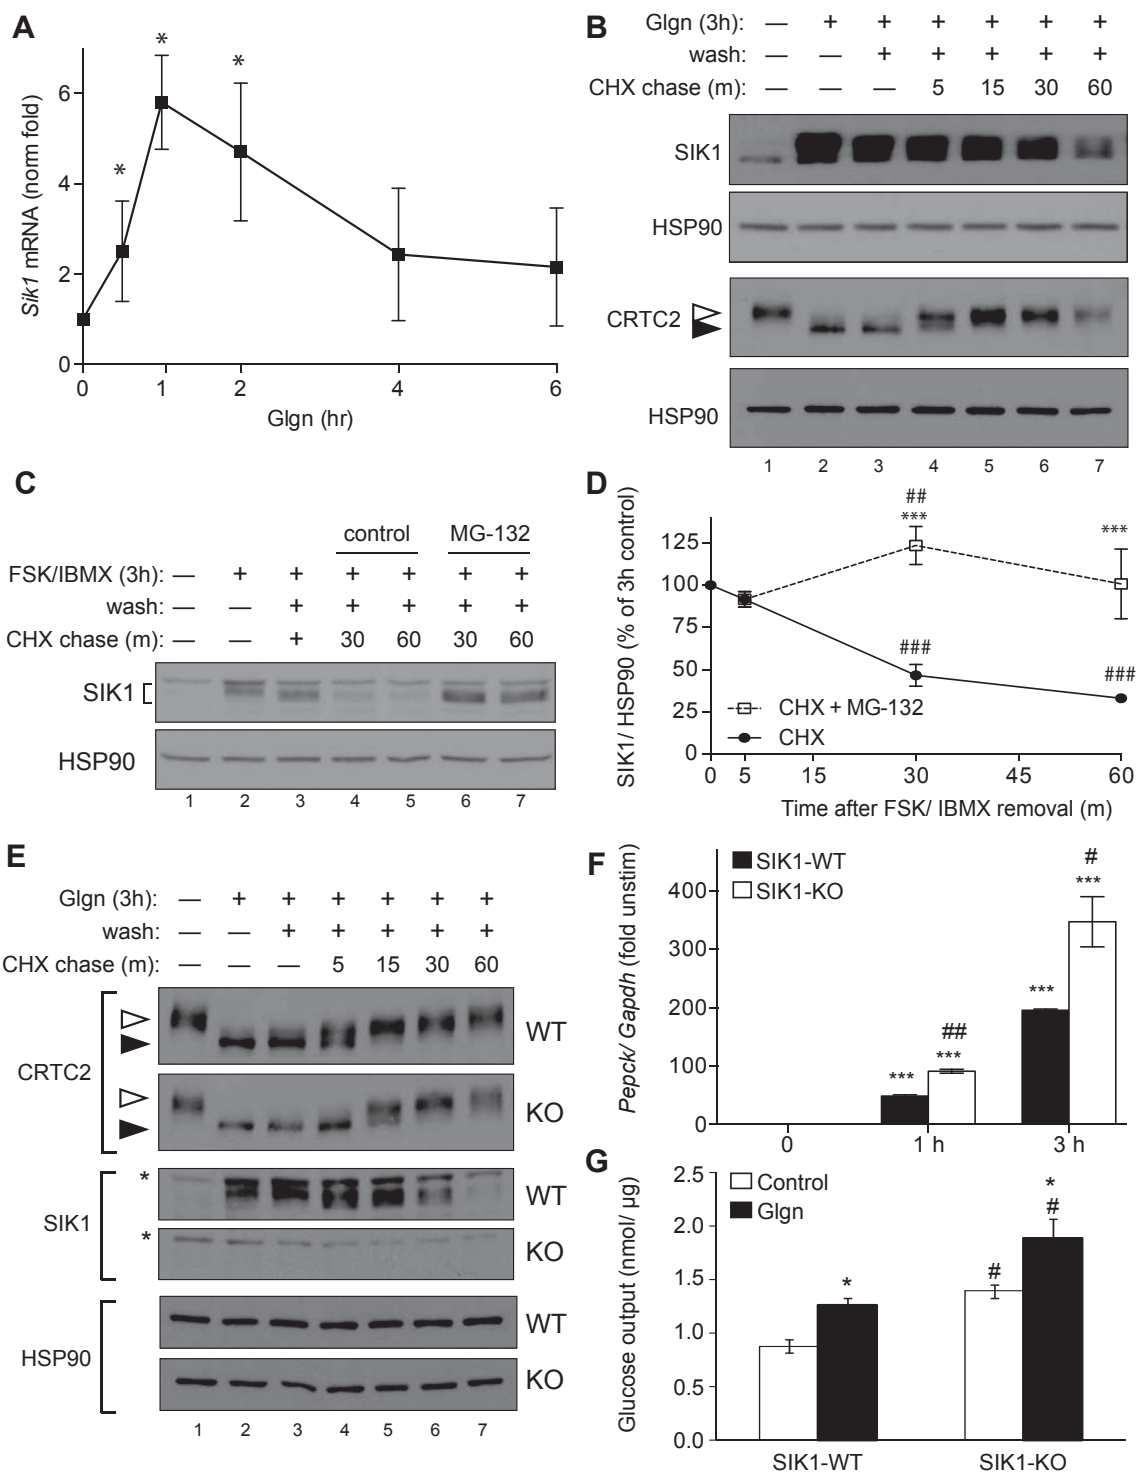 A
Sik1 mRNA (norm fold)
6
4
2
0
* * *
0 1 2 4 6
Glgn (hr)
B
Glgn (3h): — + + + + + +
wash: — — + + + + +
CHX chase (m): — — — 5 15 30 60
SIK1
HSP90
CRTC2
HSP90
1 2 3 4 5 6 7
C
control MG-132
FSK/IBMX (3h) — + + + + + +
wash: — — + + + + +
CHX chase (m): — — + 30 60 30 60
SIK1
HSP90
1 2 3 4 5 6 7
D
SIK1/ HSP90 (% of 3h control)
125
100
75
50
25
0
##
***
***
###
###
CHX + MG-132
CHX
0 5 15 30 45 60
Time after FSK/ IBMX removal (m)
E
Glgn (3h): — + + + + + +
wash: — — + + + + +
CHX chase (m): — — — 5 15 30 60
CRTC2
WT
KO
SIK1
* WT
* KO
HSP90
WT
KO
1 2 3 4 5 6 7
F
Pepck/ Gapdh (fold unstim)
SIK1-WT
SIK1-KO
400
300
200
100
0
***
##
***
***
#
***
0 1 h 3 h
G
Glucose output (nmol/ µg)
2.5
2.0
1.5
1.0
0.5
0.0
Control
Glgn
*
#
*
#
SIK1-WT SIK1-KO